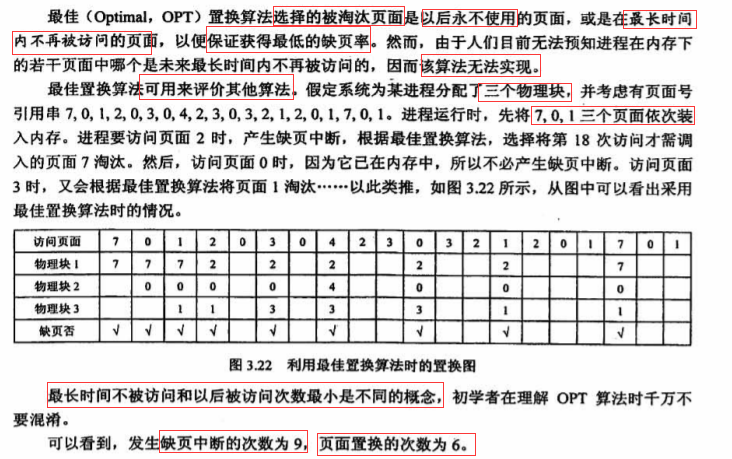 最佳（Optimal，OPT）置换算法选择的被淘汰页面是以后永不使用的页面，或是在最长时间
内不再被访问的页面，以便保证获得最低的缺页率。然而，由于人们目前无法预知进程在内存下
的若干页面中哪个是未来最长时间内不再被访问的，因而该算法无法实现。
最佳置换算法可用来评价其他算法。假定系统为某进程分配了三个物理块，并考虑有页面号
引用串 7, 0, 1, 2, 0, 3, 0, 4, 2, 3, 0, 3, 2, 1, 2, 0, 1, 7, 0, 1。进程运行时，先将 7, 0, 1 三个页面依次装
入内存。进程要访问页面 2 时，产生缺页中断，根据最佳置换算法，选择将第 18 次访问才需调
入的页面 7 淘汰。然后，访问页面 0 时，因为它已在内存中，所以不必产生缺页中断。访问页面
3 时，又会根据最佳置换算法将页面 1 淘汰……以此类推，如图 3.22 所示，从图中可以看出采用
最佳置换算法时的情况。
访问页面 7 0 1 2 0 3 0 4 2 3 0 3 2 1 2 0 1 7 0 1
物理块 1 7 7 7 2 2 2 2 2 7
物理块 2 0 0 0 0 4 0 0 0
物理块 3 1 1 3 3 3 1 1
缺页否 √ √ √ √ √ √ √ √ √
图 3.22 利用最佳置换算法时的置换图
最长时间不被访问和以后被访问次数最小是不同的概念，初学者在理解 OPT 算法时千万不
要混淆。
可以看到，发生缺页中断的次数为 9，页面置换的次数为 6。